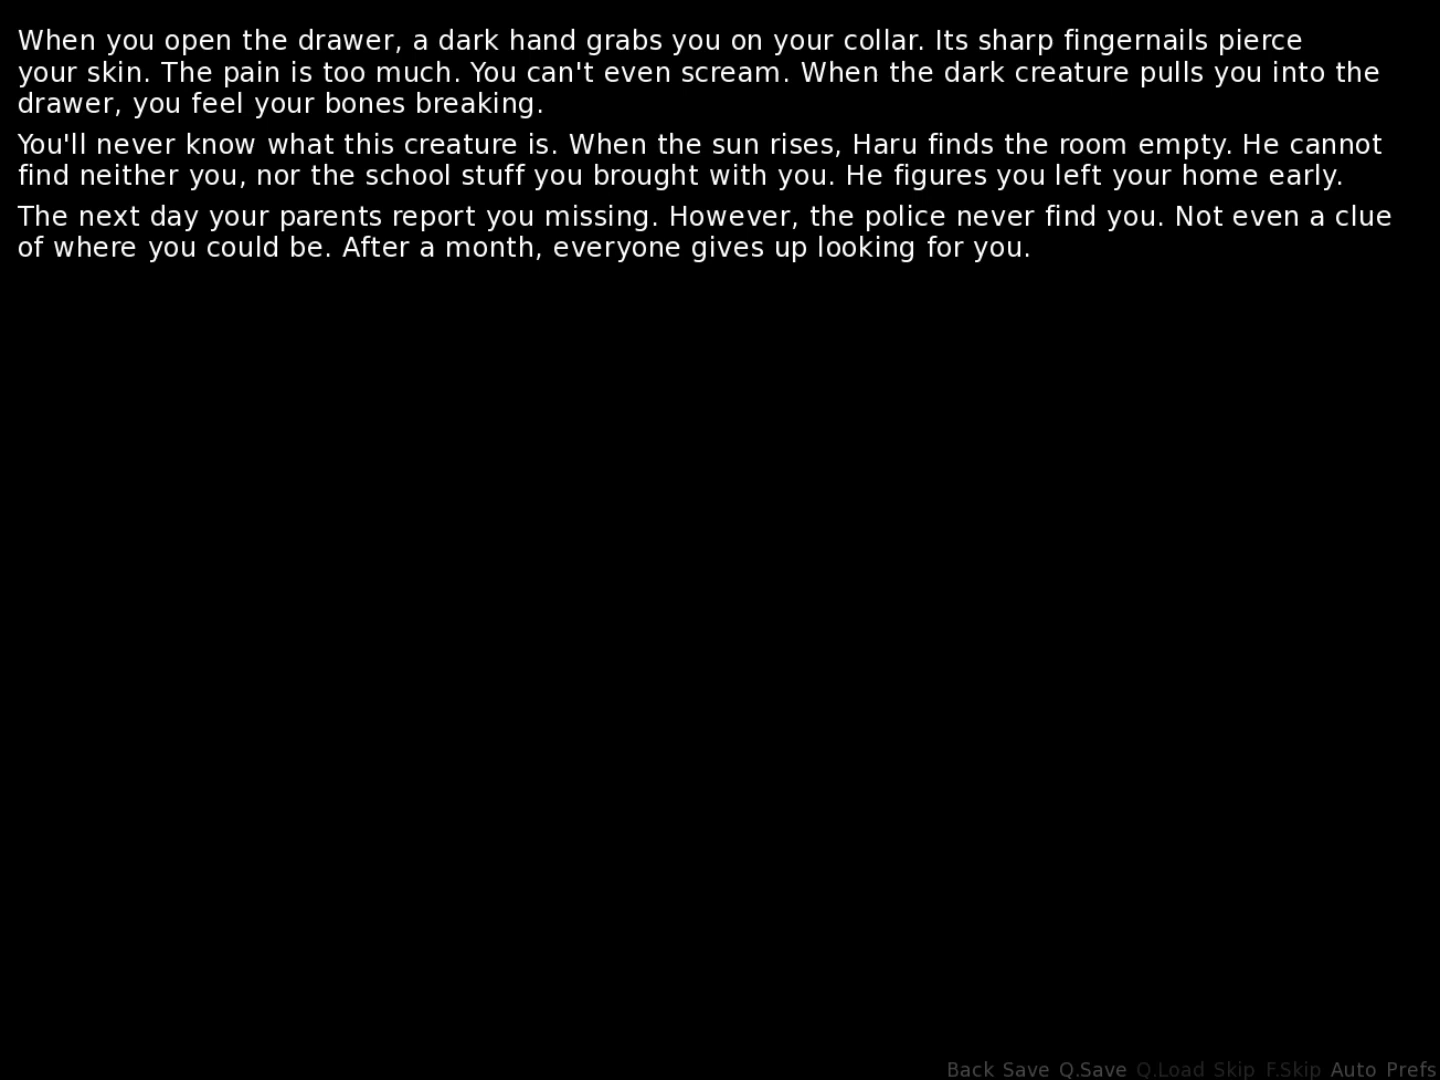 When you open the drawer, a dark hand grabs you on your collar. Its sharp fingernails pierce
your skin. The pain is too much. You can't even scream. When the dark creature pulls you into the
drawer, you feel your bones breaking.
You'll never know what this creature is. When the sun rises, Haru finds the room empty. He cannot
find neither you, nor the school stuff you brought with you. He figures you left your home early.
The next day your parents report you missing. However, the police never find you. Not even a clue
of where you could be. After a month, everyone gives up looking for you.
Back Save Q.Save Q.Load Skip F.Skip Auto Prefs